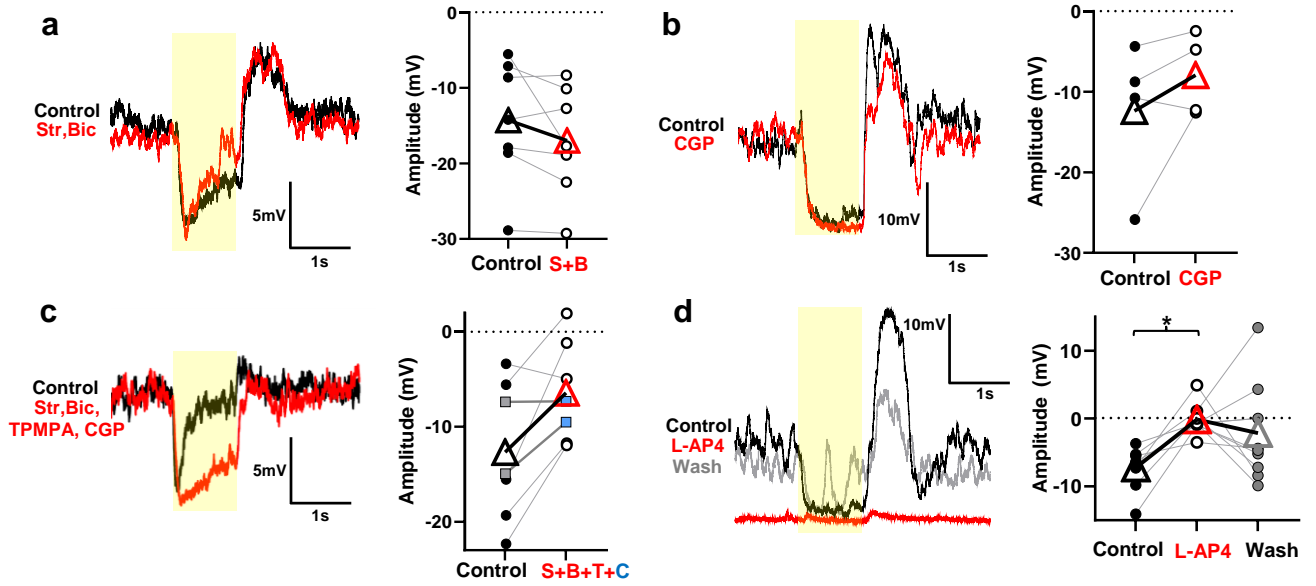 a
Control
Str,Bic
5mV
1s
Amplitude (mV)
0
-10
-20
-30
Control S+B
b
Control
CGP
10mV
1s
Amplitude (mV)
0
-10
-20
-30
Control CGP
c
Control
Str,Bic,
TPMPA, CGP
5mV
1s
Amplitude (mV)
0
-10
-20
Control S+B+T+C
d
10mV
1s
Control
L-AP4
Wash
Amplitude (mV)
*
10
0
-10
Control L-AP4 Wash